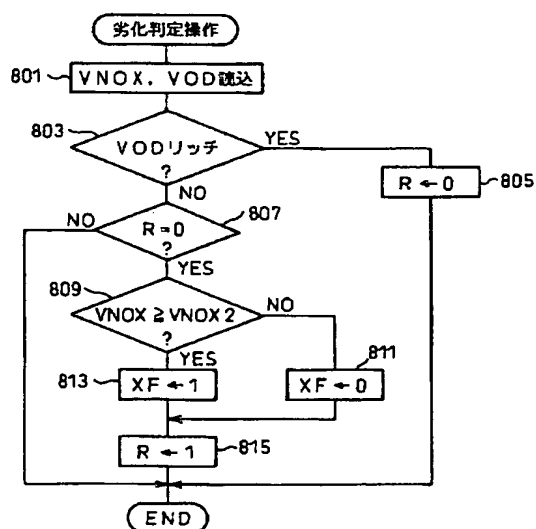 劣化判定操作
801
VNOX, VOD読込
803
VODリッチ
?
YES
NO
R←0
805
807
NO
R=0
?
YES
809
VNOX≧VNOX2
?
NO
YES
811
813
XF←1
XF←0
R←1
815
END